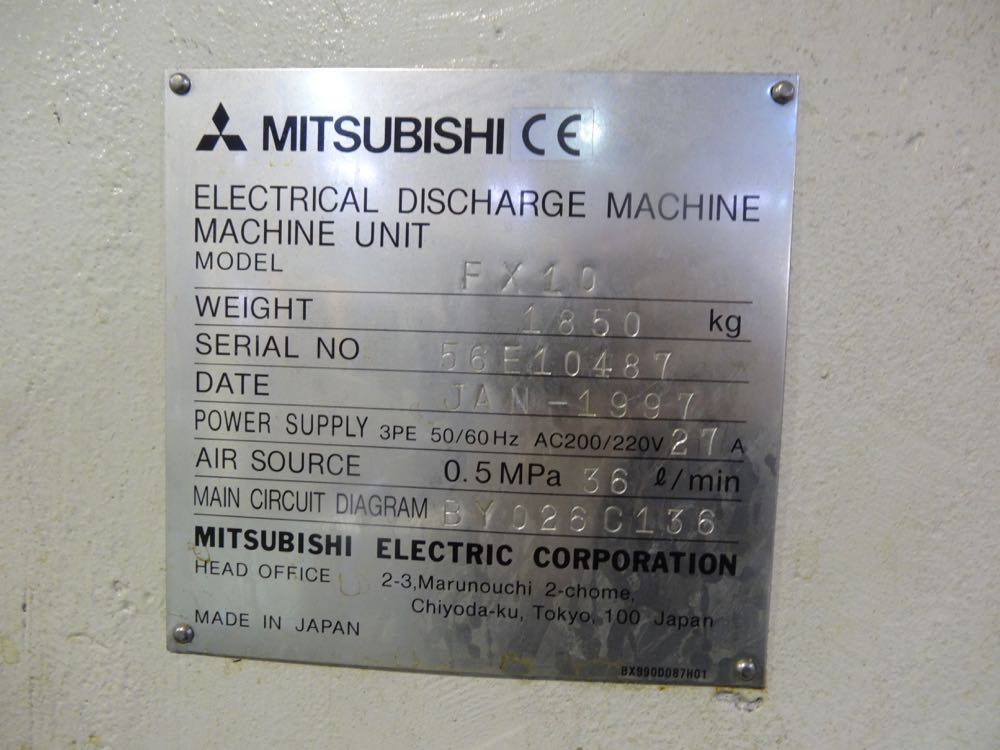 MITSUBISHI CE
ELECTRICAL DISCHARGE MACHINE
MACHINE UNIT
MODEL FX10
WEIGHT 1850 kg
SERIAL NO 56E10487
DATE JAN-1997
POWER SUPPLY 3PE 50/60Hz AC200/220V 27 A
AIR SOURCE 0.5MPa 36 ℓ/min
MAIN CIRCUIT DIAGRAM BY026C136
MITSUBISHI ELECTRIC CORPORATION
HEAD OFFICE 2-3,Marunouchi 2-chome,
Chiyoda-ku, Tokyo, 100 Japan
MADE IN JAPAN
BX990D087H01